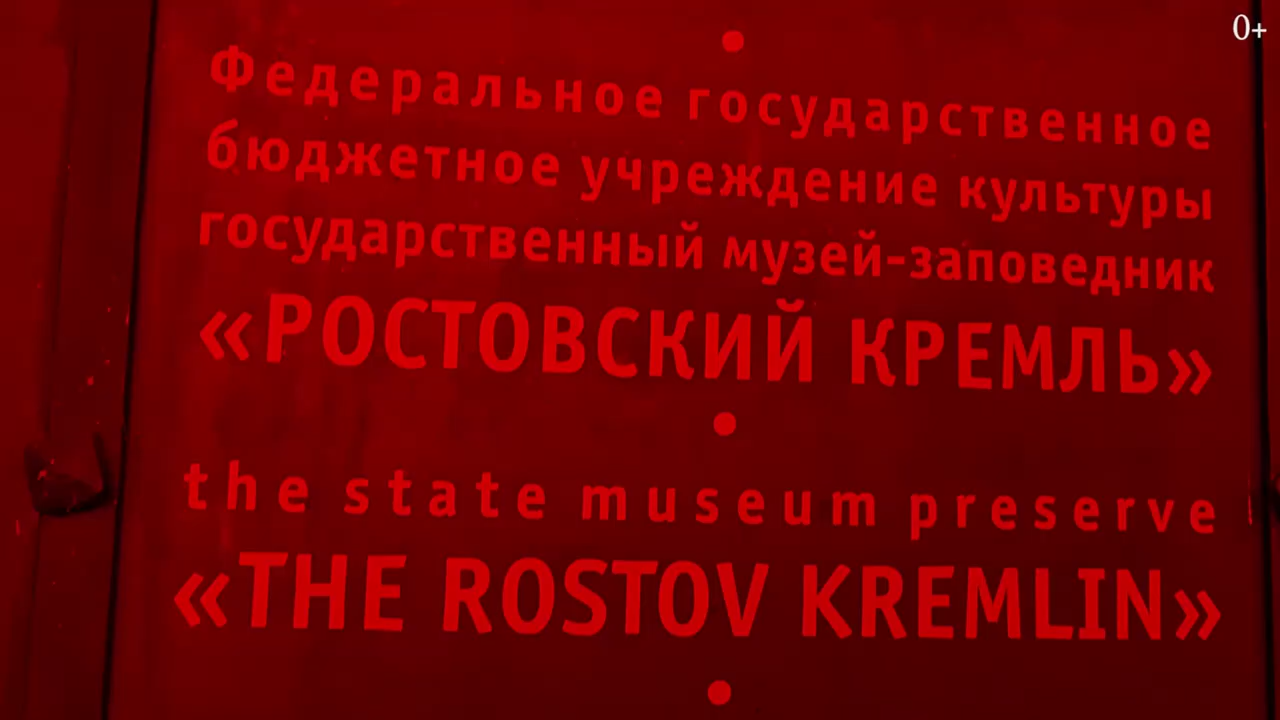 0+
Федеральное государственное
бюджетное учреждение культуры
государственный музей-заповедник
«РОСТОВСКИЙ КРЕМЛЬ»
the state museum preserve
«THE ROSTOV KREMLIN»